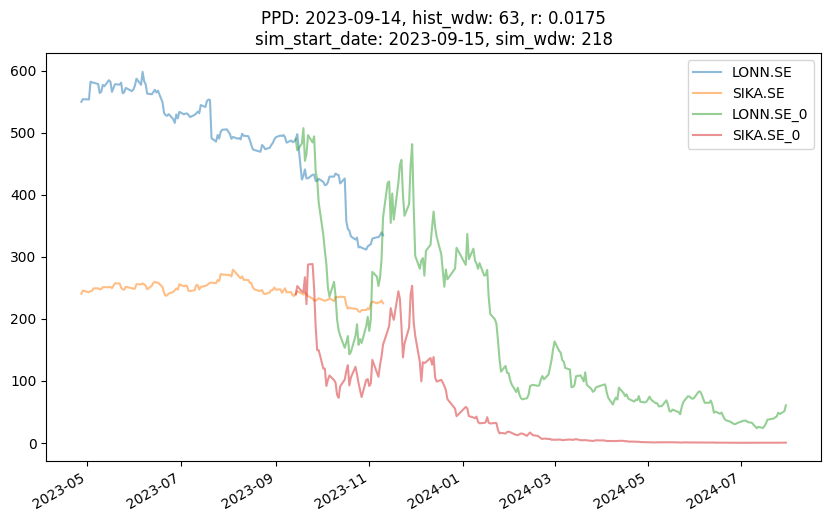 PPD: 2023-09-14, hist_wdw: 63, r: 0.0175
sim_start_date: 2023-09-15, sim_wdw: 218
LONN.SE
SIKA.SE
LONN.SE_0
SIKA.SE_0
600
500
400
300
200
100
0
2023-05
2023-07
2023-09
2023-11
2024-01
2024-03
2024-05
2024-07